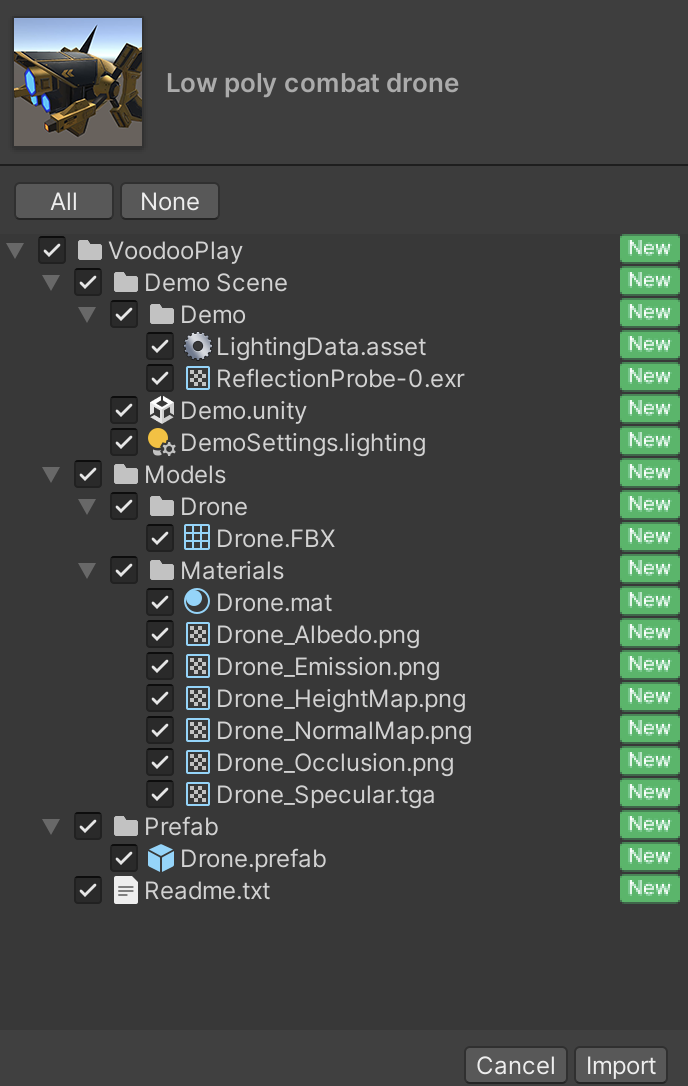 Low poly combat drone
All None
VoodooPlay New
Demo Scene New
Demo New
LightingData.asset New
ReflectionProbe-0.exr New
Demo.unity New
DemoSettings.lighting New
Models New
Drone New
Drone.FBX New
Materials New
Drone.mat New
Drone_Albedo.png New
Drone_Emission.png New
Drone_HeightMap.png New
Drone_NormalMap.png New
Drone_Occlusion.png New
Drone_Specular.tga New
Prefab New
Drone.prefab New
Readme.txt New
Cancel Import